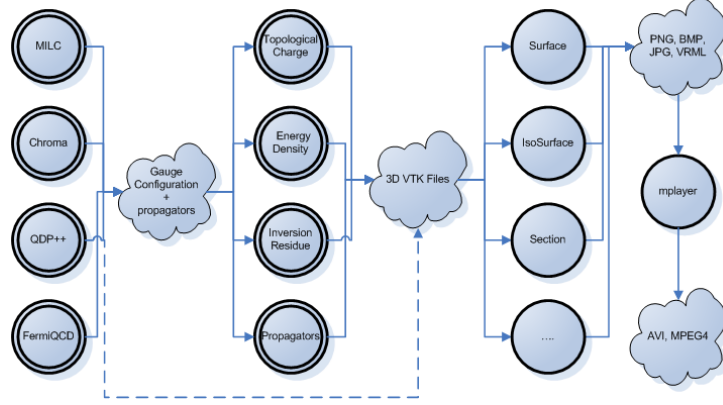 MILC
Chroma
QDP++
FermiQCD
Gauge
Configuration
+
propagators
Topological
Charge
Energy
Density
Inversion
Residue
Propagators
3D VTK Files
Surface
IsoSurface
Section
....
PNG, BMP,
JPG, VRML
mplayer
AVI, MPEG4